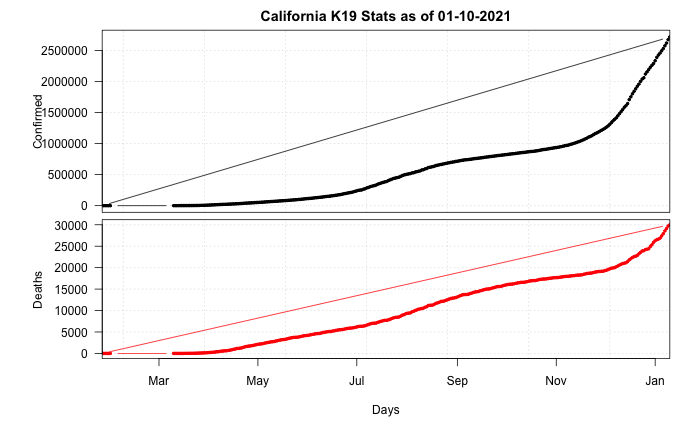 California K19 Stats as of 01-10-2021
Confirmed
2500000
2000000
1500000
1000000
500000
0
Deaths
30000
25000
20000
15000
10000
5000
0
Mar May Jul Sep Nov Jan
Days